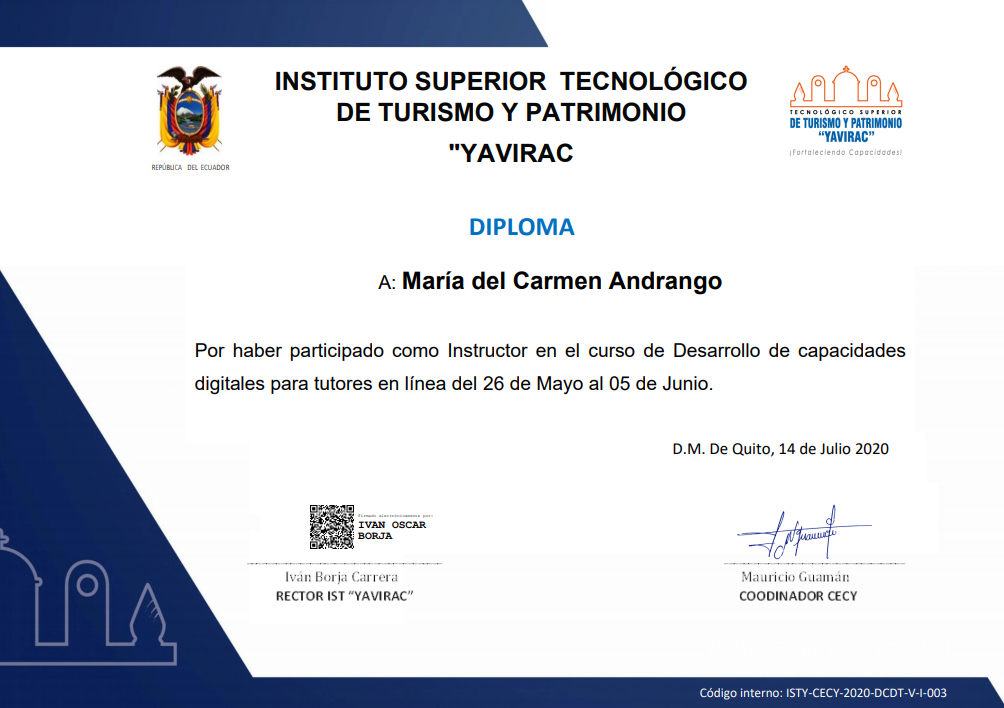 INSTITUTO SUPERIOR TECNOLÓGICO
DE TURISMO Y PATRIMONIO
"YAVIRAC
REPÚBLICA DEL ECUADOR
TECNOLÓGICO SUPERIOR
DE TURISMO Y PATRIMONIO
“YAVIRAC”
¡Fortaleciendo Capacidades!
DIPLOMA
A: María del Carmen Andrango
Por haber participado como Instructor en el curso de Desarrollo de capacidades
digitales para tutores en línea del 26 de Mayo al 05 de Junio.
D.M. De Quito, 14 de Julio 2020
Firmado electrónicamente por:
IVAN OSCAR
BORJA
Iván Borja Carrera
RECTOR IST “YAVIRAC”
Mauricio Guamán
COODINADOR CECY
Código interno: ISTY-CECY-2020-DCDT-V-I-003